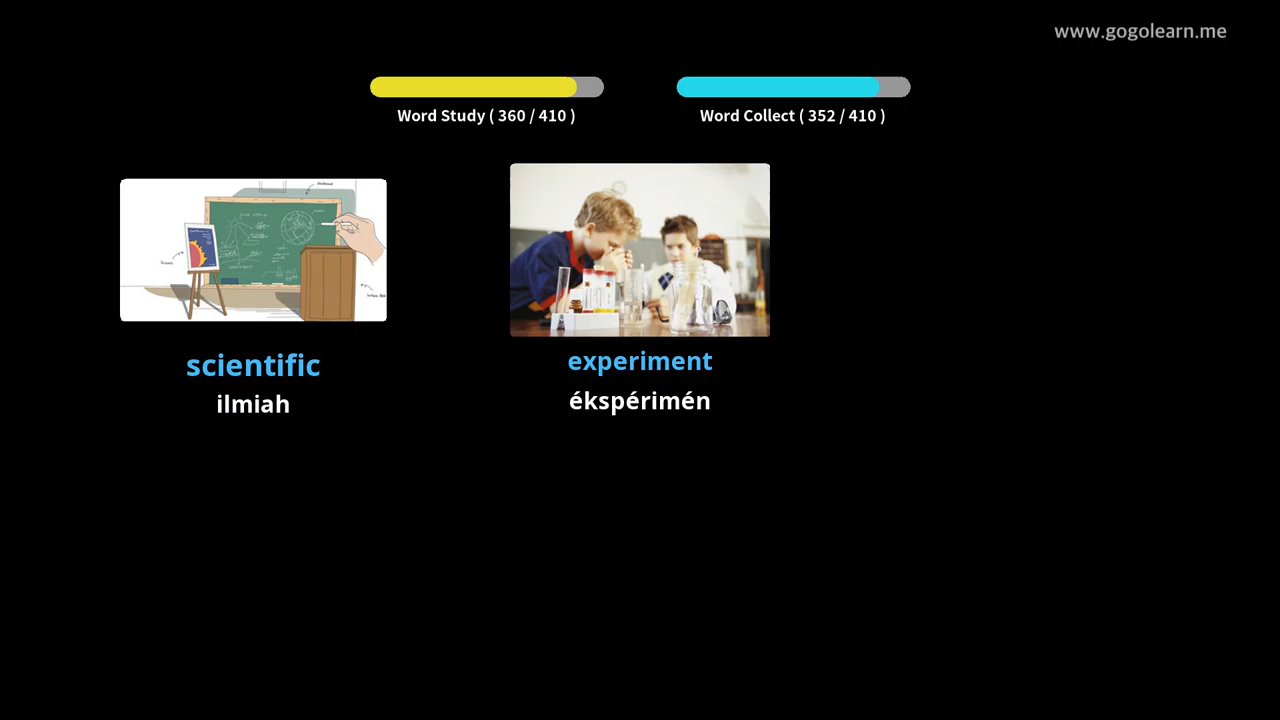 www.gogolearn.me
Word Study ( 360 / 410 )
Word Collect ( 352 / 410 )
scientific
ilmiah
experiment
ékspérimén